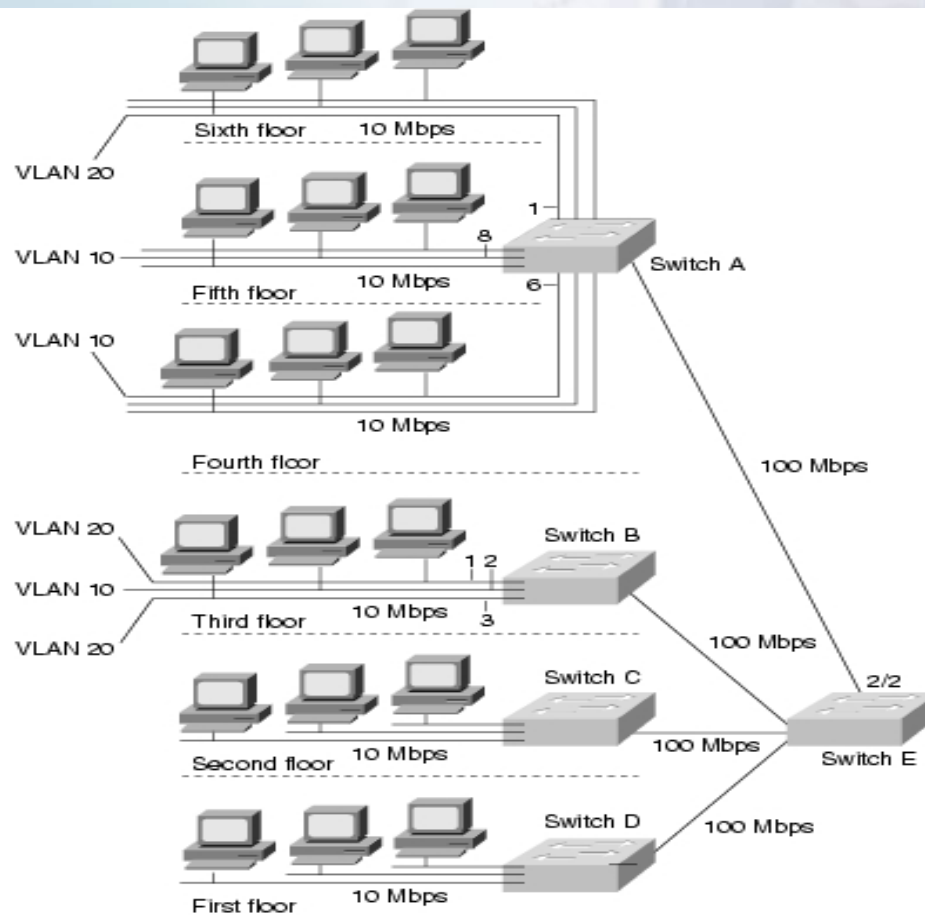 Sixth floor
10 Mbps
VLAN 20
1
8
VLAN 10
Switch A
10 Mbps
6
Fifth floor
VLAN 10
10 Mbps
Fourth floor
100 Mbps
VLAN 20
Switch B
1 2
VLAN 10
10 Mbps
3
Third floor
VLAN 20
100 Mbps
Switch C
2/2
10 Mbps
100 Mbps
Second floor
Switch E
Switch D
100 Mbps
10 Mbps
First floor